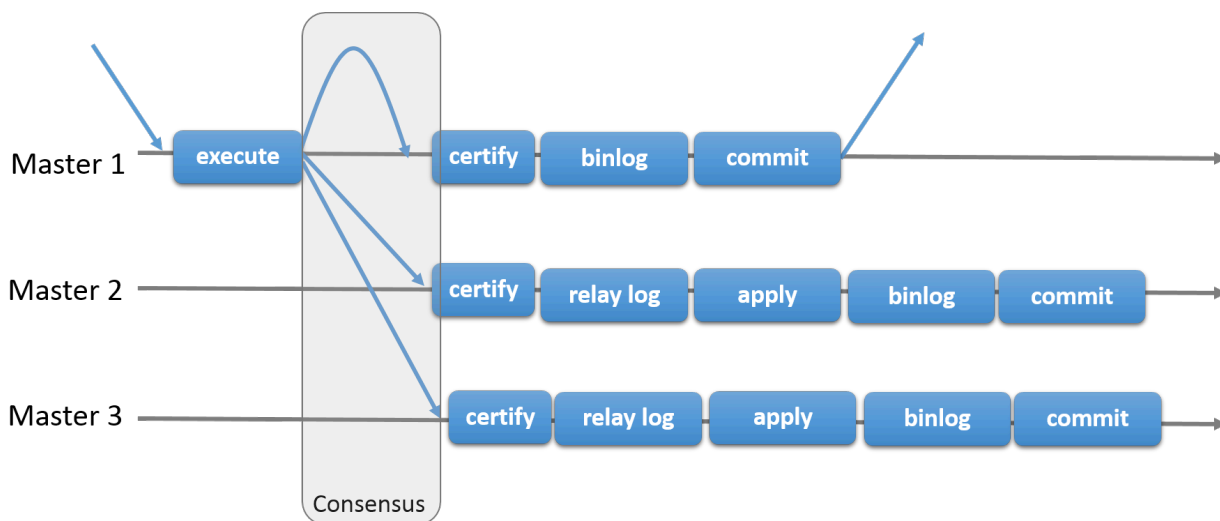 Master 1 execute certify binlog commit
Master 2 certify relay log apply binlog commit
Master 3 certify relay log apply binlog commit
Consensus